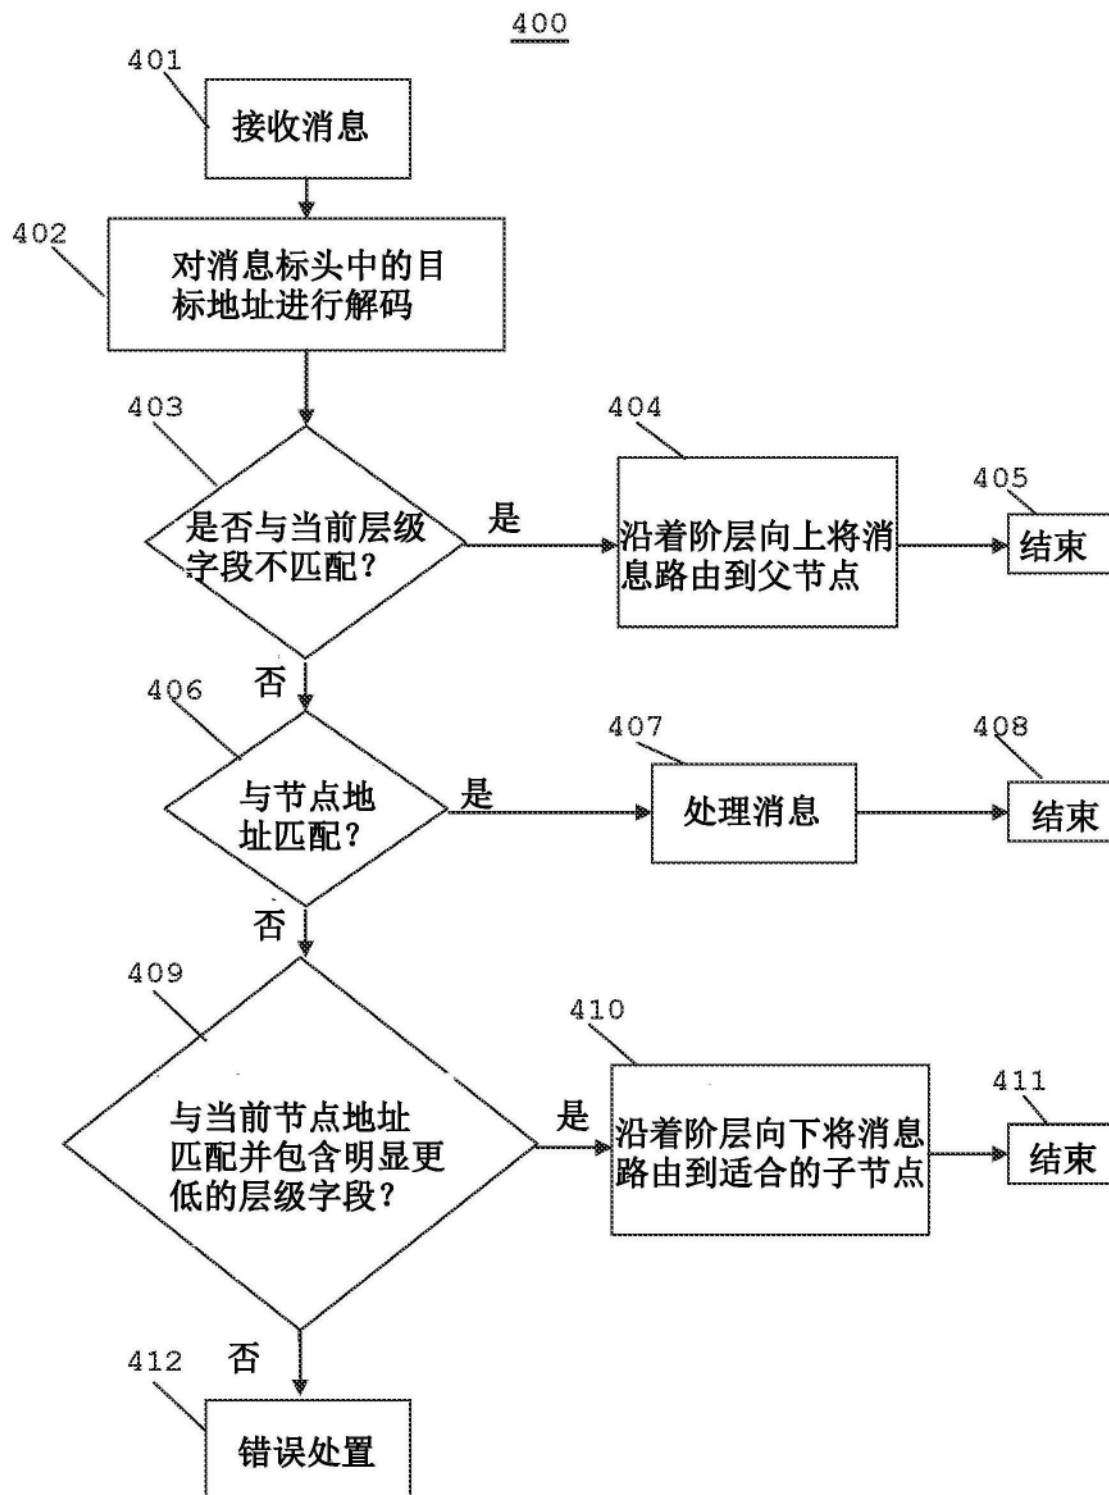 400
401
接收消息
402
对消息标头中的目
标地址进行解码
403
是否与当前层级
字段不匹配？
是
404
沿着阶层向上将消
息路由到父节点
405
结束
否
406
与节点地
址匹配？
是
407
处理消息
408
结束
否
409
与当前节点地址
匹配并包含明显更
低的层级字段？
是
410
沿着阶层向下将消息
路由到适合的子节点
411
结束
否
412
错误处置